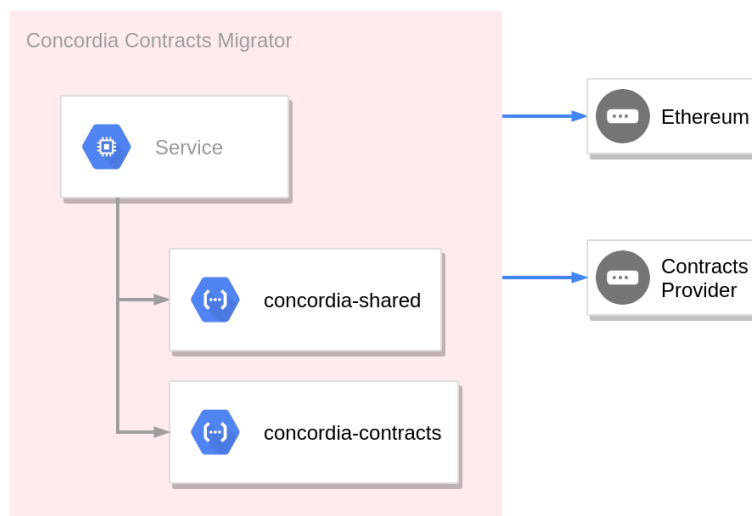 Concordia Contracts Migrator
Service
concordia-shared
concordia-contracts
Ethereum
Contracts
Provider